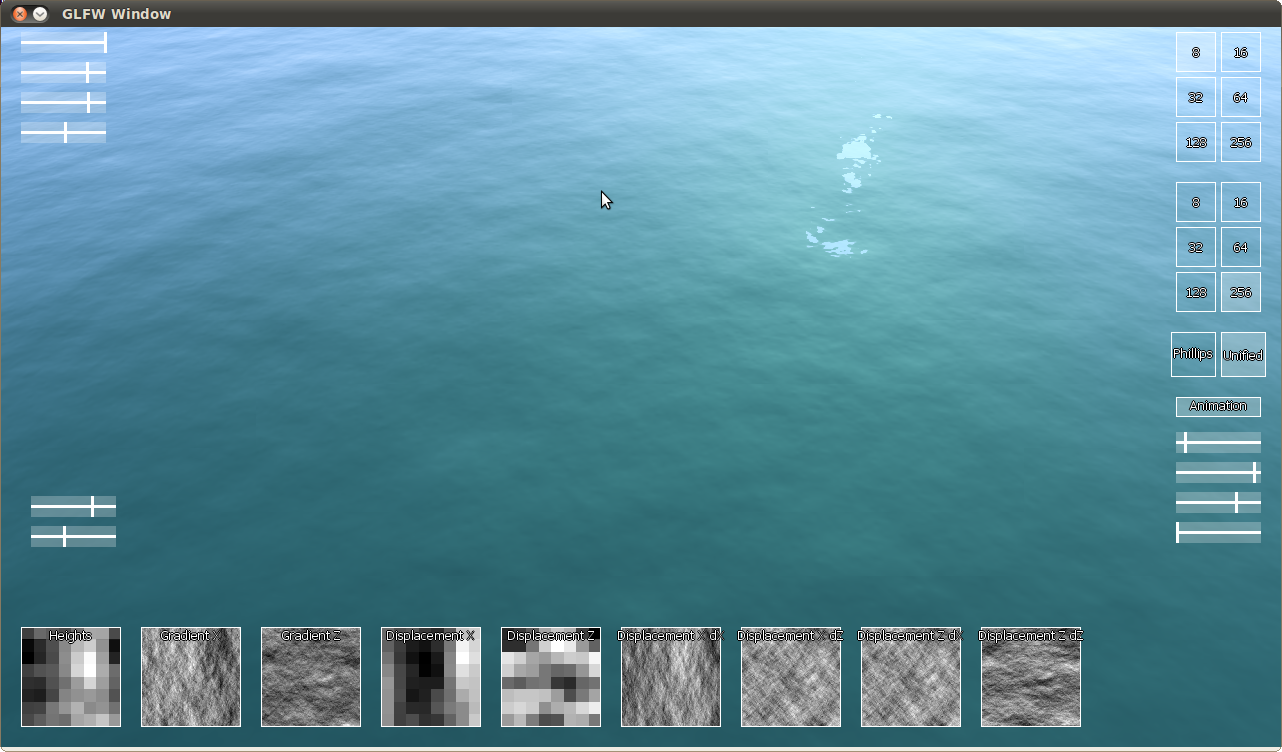 GLFW Window
8 16
32 64
128 256
8 16
32 64
128 256
Phillips Unified
Animation
Heights Gradient X Gradient Z Displacement X Displacement Z Displacement X dX Displacement X dZ Displacement Z dX Displacement Z dZ